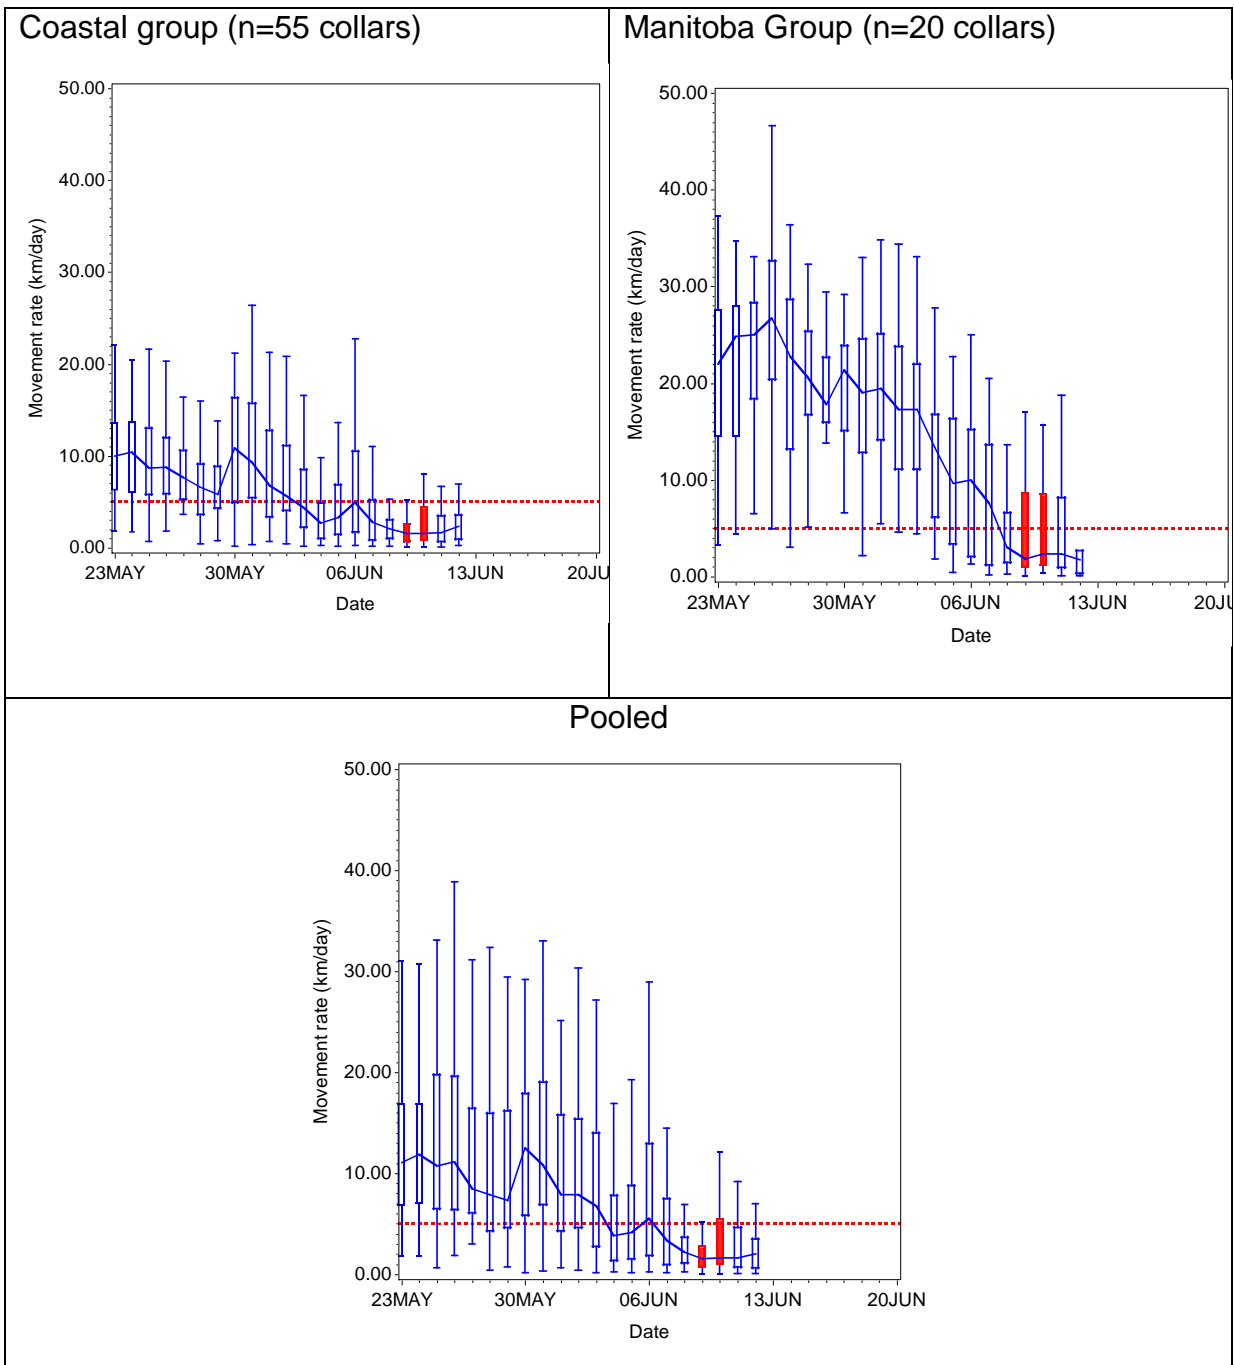 Coastal group (n=55 collars)
Manitoba Group (n=20 collars)
50.00
40.00
30.00
20.00
10.00
0.00
Movement rate (km/day)
23MAY 30MAY 06JUN 13JUN 20JU
Date
50.00
40.00
30.00
20.00
10.00
0.00
Movement rate (km/day)
23MAY 30MAY 06JUN 13JUN 20JU
Date
Pooled
50.00
40.00
30.00
20.00
10.00
0.00
Movement rate (km/day)
23MAY 30MAY 06JUN 13JUN 20JUN
Date